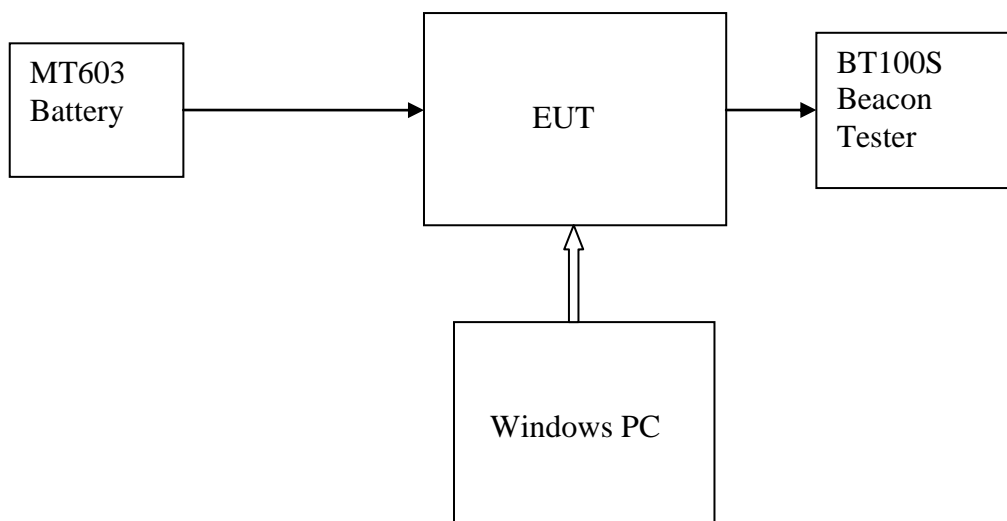 MT603
Battery
EUT
BT100S
Beacon
Tester
Windows PC